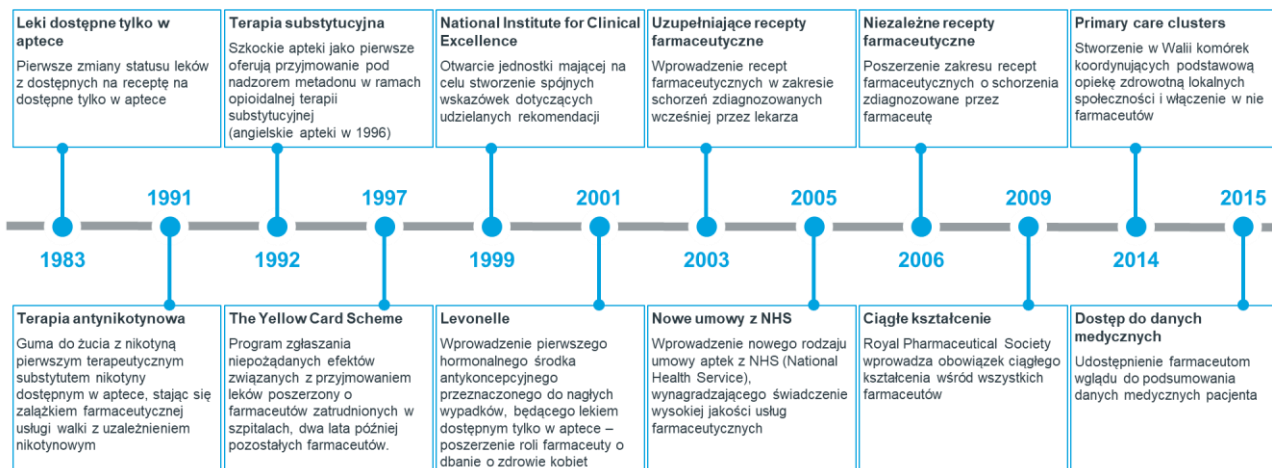 Leki dostępne tylko w
aptece
Pierwsze zmiany statusu leków
z dostępnych na receptę na
dostępne tylko w aptece
Terapia substytucyjna
Szkockie apteki jako pierwsze
oferują przyjmowanie pod
nadzorem metadonu w ramach
opioidalnej terapii
substytucyjnej
(angielskie apteki w 1996)
National Institute for Clinical
Excellence
Otwarcie jednostki mającej na
celu stworzenie spójnych
wskazówek dotyczących
udzielanych rekomendacji
Uzupełniające recepty
farmaceutyczne
Wprowadzenie recept
farmaceutycznych w zakresie
schorzeń zdiagnozowanych
wcześniej przez lekarza
Niezależne recepty
farmaceutyczne
Poszerzenie zakresu recept
farmaceutycznych o schorzenia
zdiagnozowane przez
farmaceutę
Primary care clusters
Stworzenie w Walii komórek
koordynujących podstawową
opiekę zdrowotną lokalnych
społeczności i włączenie w nie
farmaceutów
1991
1997
2001
2005
2009
2015
1983
1992
1999
2003
2006
2014
Terapia antynikotynowa
Guma do żucia z nikotyną
pierwszym terapeutycznym
substytutem nikotyny
dostępnym w aptece, stając się
zalążkiem farmaceutycznej
usługi walki z uzależnieniem
nikotynowym
The Yellow Card Scheme
Program zgłaszania
niepożądanych efektów
związanych z przyjmowaniem
leków poszerzony o
farmaceutów zatrudnionych w
szpitalach, dwa lata później
pozostałych farmaceutów.
Levonelle
Wprowadzenie pierwszego
hormonalnego środka
antykoncepcyjnego
przeznaczonego do nagłych
wypadków, będącego lekiem
dostępnym tylko w aptece –
poszerzenie roli farmaceuty o
dbanie o zdrowie kobiet
Nowe umowy z NHS
Wprowadzenie nowego rodzaju
umowy aptek z NHS (National
Health Service),
wynagradzającego świadczenie
wysokiej jakości usług
farmaceutycznych
Ciągłe kształcenie
Royal Pharmaceutical Society
wprowadza obowiązek ciągłego
kształcenia wśród wszystkich
farmaceutów
Dostęp do danych
medycznych
Udostępnienie farmaceutom
wglądu do podsumowania
danych medycznych pacjenta